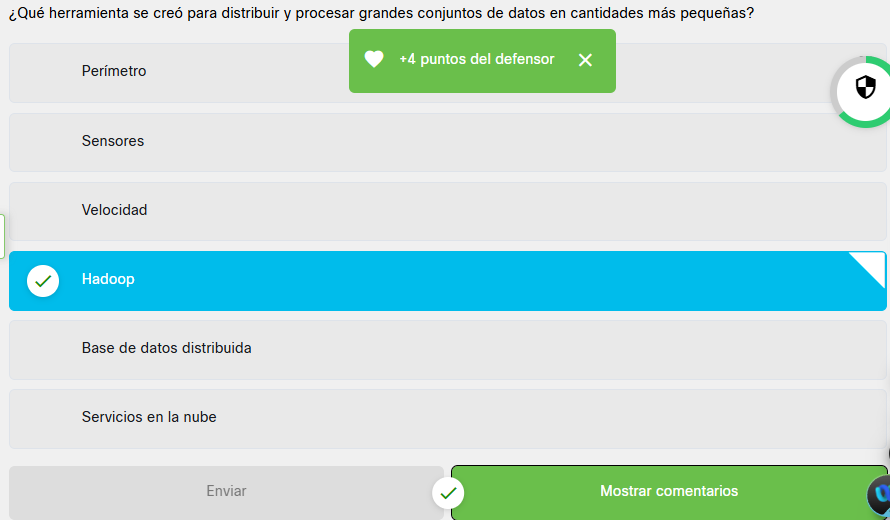 ¿Qué herramienta se creó para distribuir y procesar grandes conjuntos de datos en cantidades más pequeñas?
+4 puntos del defensor
Perímetro
Sensores
Velocidad
Hadoop
Base de datos distribuida
Servicios en la nube
Enviar
Mostrar comentarios